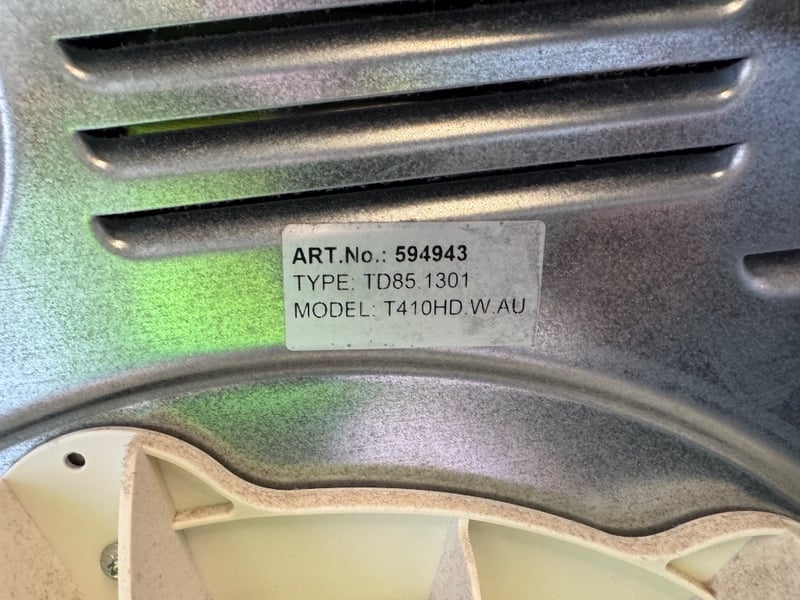 ART.No.: 594943
TYPE: TD85.1301
MODEL: T410HD.W.AU